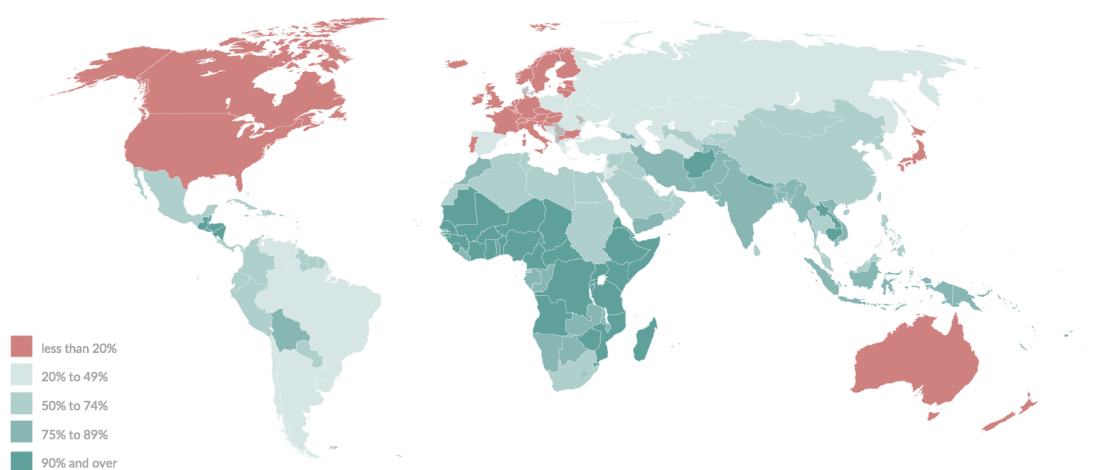 less than 20%
20% to 49%
50% to 74%
75% to 89%
90% and over